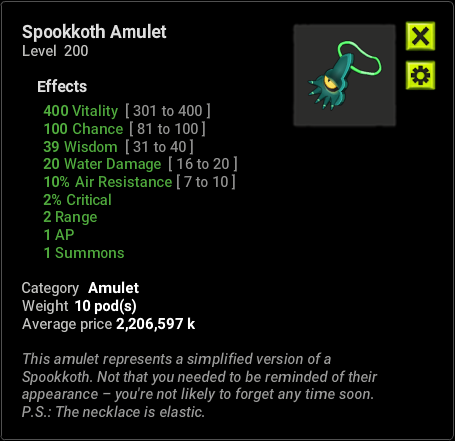 Spookkoth Amulet
Level 200
Effects
400 Vitality [ 301 to 400 ]
100 Chance [ 81 to 100 ]
39 Wisdom [ 31 to 40 ]
20 Water Damage [ 16 to 20 ]
10% Air Resistance [ 7 to 10 ]
2% Critical
2 Range
1 AP
1 Summons
Category Amulet
Weight 10 pod(s)
Average price 2,206,597 k
This amulet represents a simplified version of a
Spookkoth. Not that you needed to be reminded of their
appearance – you're not likely to forget any time soon.
P.S.: The necklace is elastic.